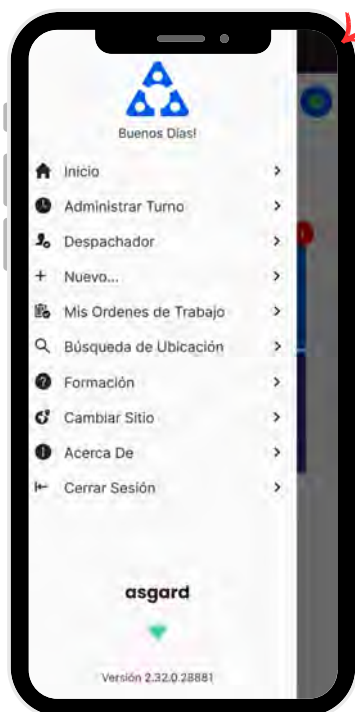 Buenos Días!
Inicio
Administrar Turno
Despachador
Nuevo...
Mis Ordenes de Trabajo
Búsqueda de Ubicación
Formación
Cambiar Sitio
Acerca De
Cerrar Sesión
asgard
Versión 2.32.0.28881